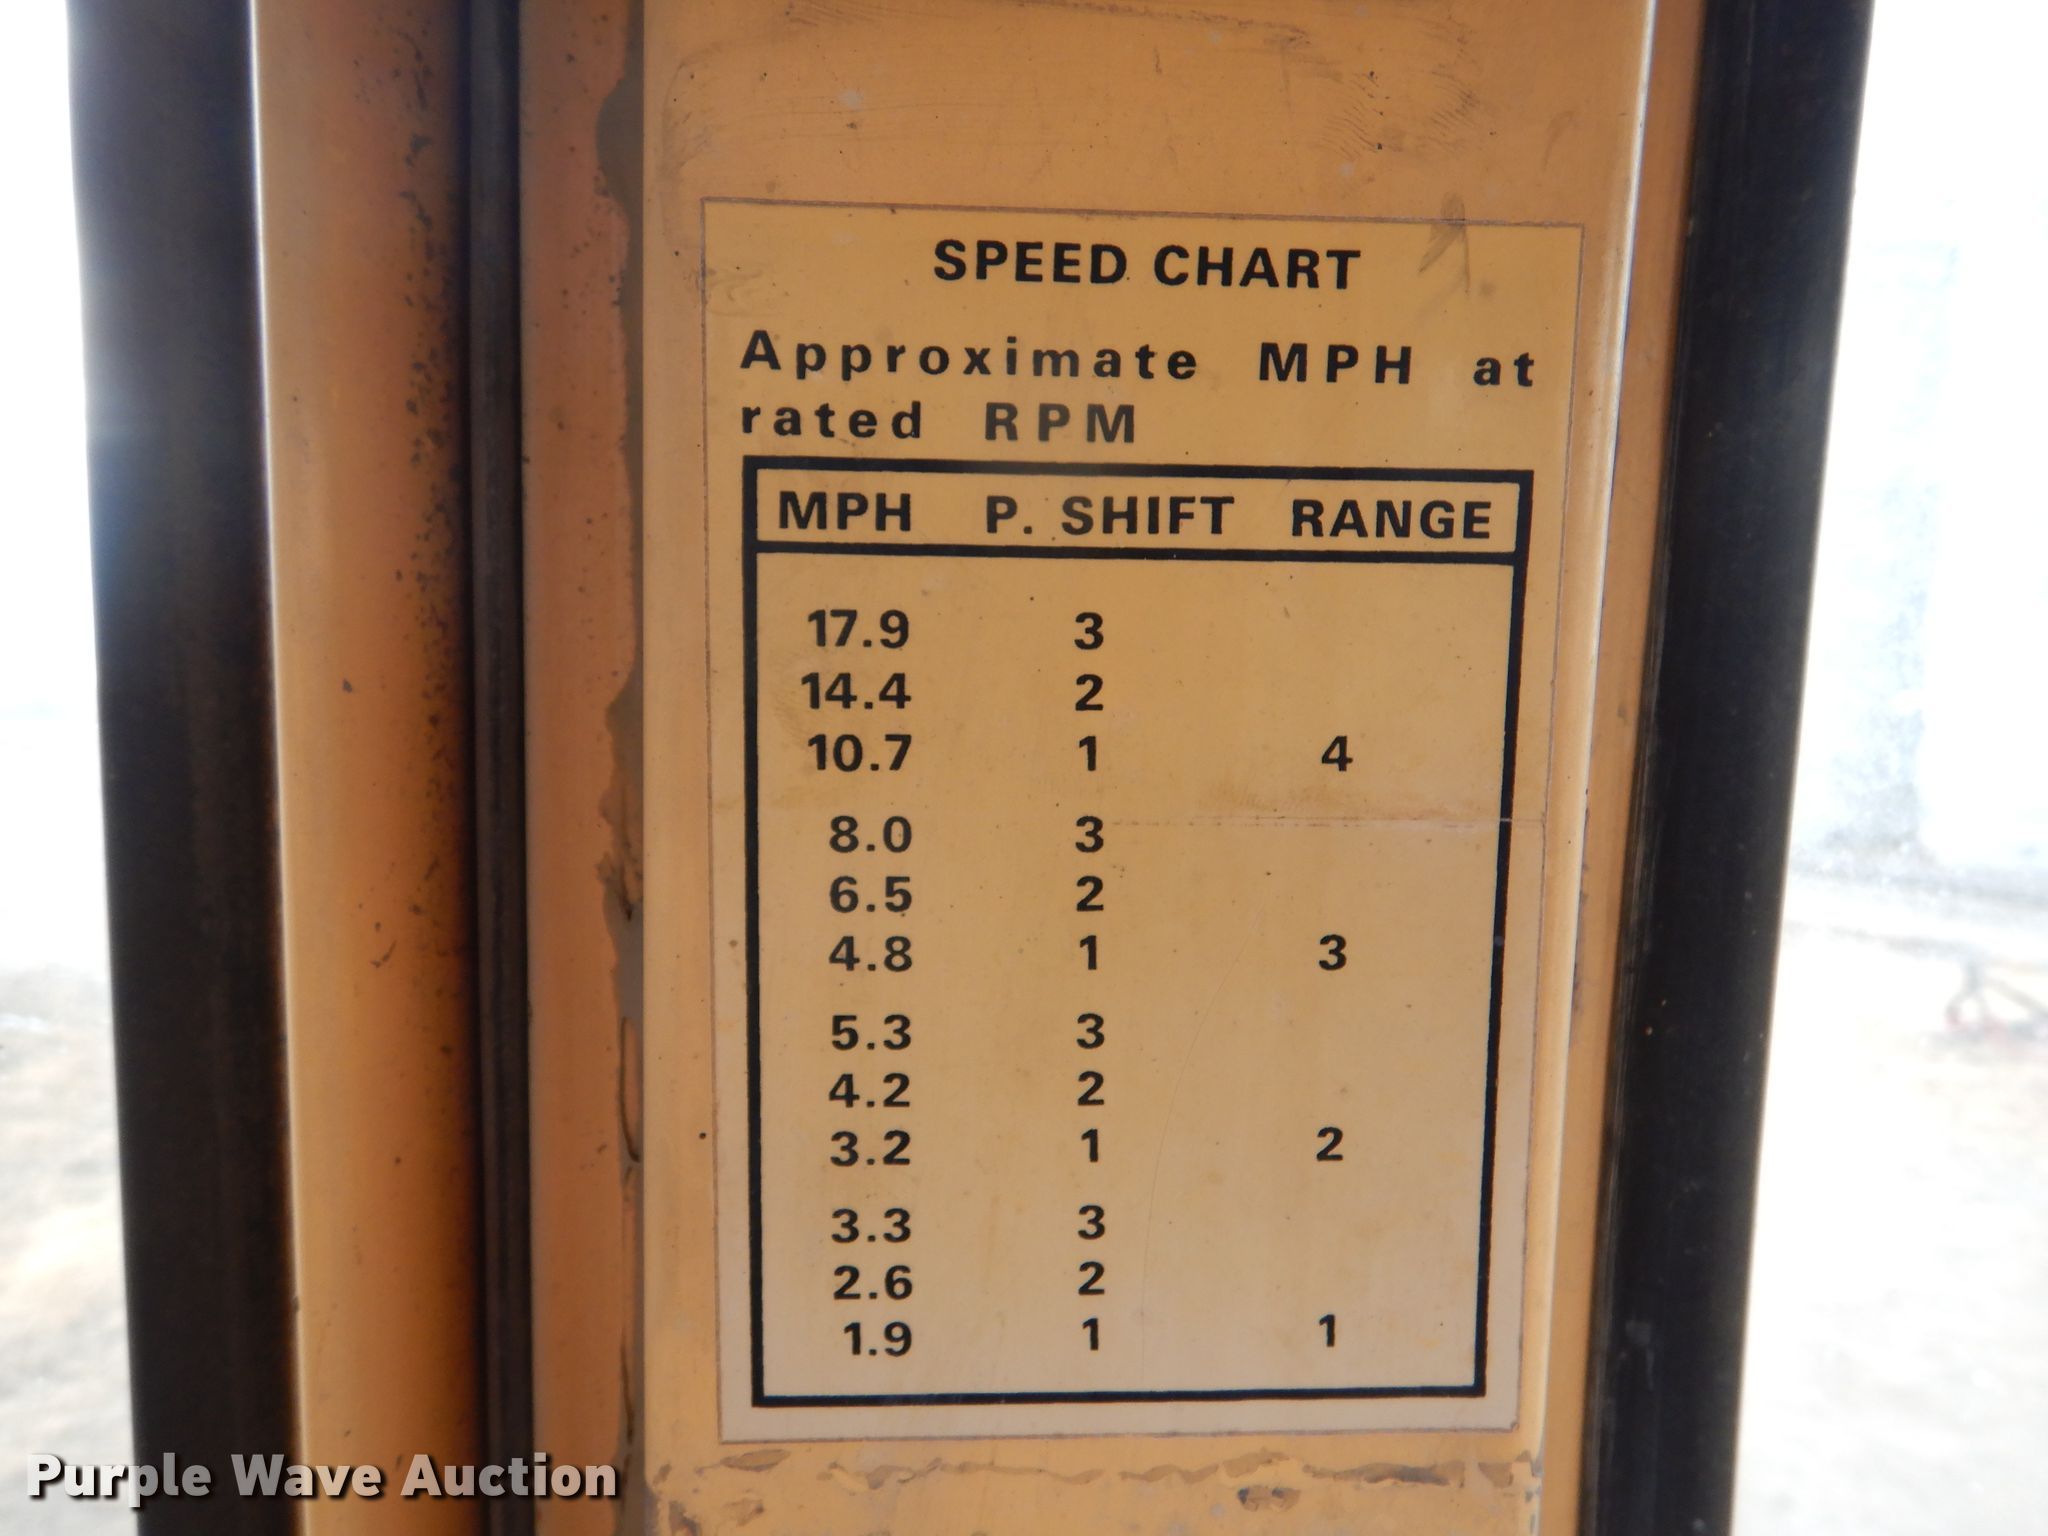 SPEED CHART
Approximate MPH at
rated RPM
MPH P. SHIFT RANGE
17.9 3
14.4 2
10.7 1 4
8.0 3
6.5 2
4.8 1 3
5.3 3
4.2 2
3.2 1 2
3.3 3
2.6 2
1.9 1 1
Purple Wave Auction